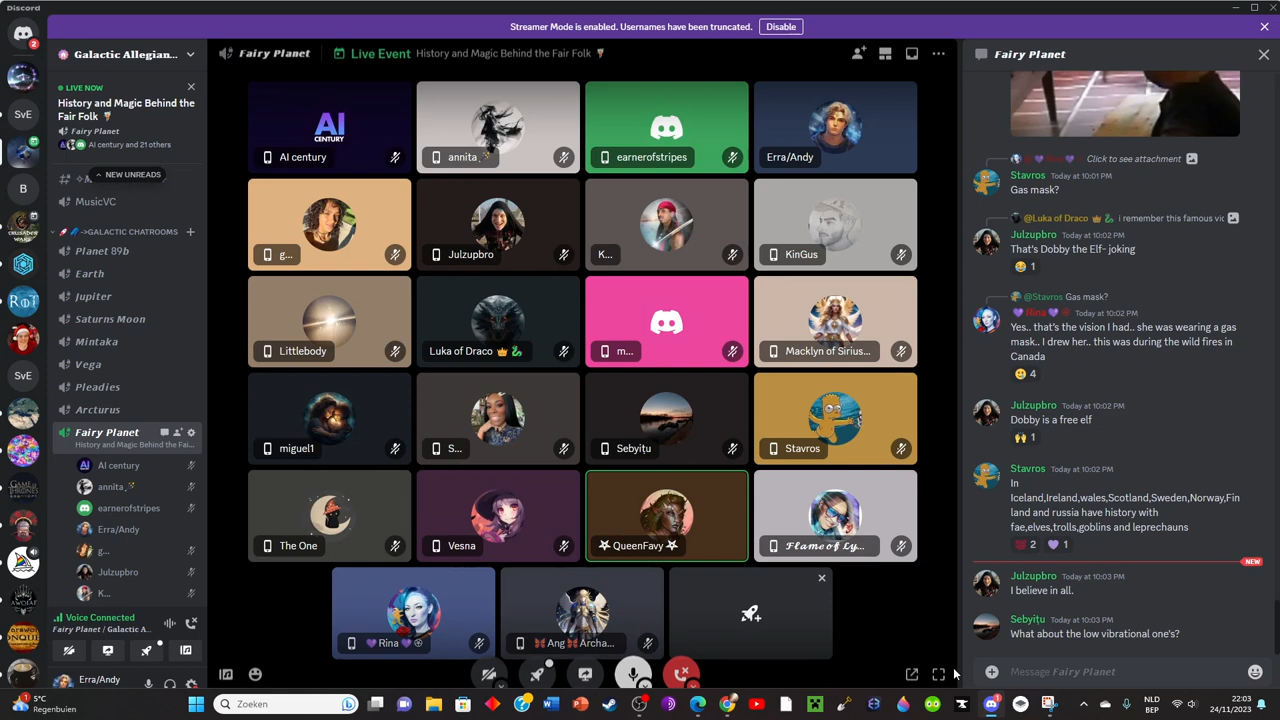 Discord
Streamer Mode is enabled. Usernames have been truncated. Disable
2
Galactic Allegian...
LIVE NOW
History and Magic Behind the
Fair Folk
Fairy Planet
AI century and 21 others
NEW UNREADS
MusicVC
->GALACTIC CHATROOMS
Planet 89b
Earth
Jupiter
Saturns Moon
Mintaka
Vega
Pleadies
Arcturus
Fairy Planet
History and Magic Behind the Fai...
AI century
annita
earnerofstripes
Erra/Andy
g...
Julzupbro
K...
Voice Connected
Fairy Planet / Galactic A...
Erra/Andy
SvE
B
SvE
Fairy Planet
Live Event History and Magic Behind the Fair Folk
AI
CENTURY
AI century
annita
earnerofstripes
Erra/Andy
g...
Julzupbro
K...
KinGus
Littlebody
Luka of Draco
m...
Macklyn of Sirius...
miguel1
S...
Sebyițu
Stavros
The One
Vesna
QueenFavy
Flame of Ly...
Rina
Ang Archa...
Fairy Planet
Click to see attachment
Stavros Today at 10:01 PM
Gas mask?
@Luka of Draco i remember this famous vic
Julzupbro Today at 10:02 PM
That's Dobby the Elf- joking
1
@Stavros Gas mask?
Rina Today at 10:02 PM
Yes.. that's the vision I had.. she was wearing a gas
mask.. I drew her.. this was during the wild fires in
Canada
4
Julzupbro Today at 10:02 PM
Dobby is a free elf
1
Stavros Today at 10:02 PM
In
Iceland,Ireland,wales,Scotland,Sweden,Norway,Fin
land and russia have history with
fae,elves,trolls,goblins and leprechauns
2 1
NEW
Julzupbro Today at 10:03 PM
I believe in all.
Sebyițu Today at 10:03 PM
What about the low vibrational one's?
Message Fairy Planet
5°C
Regenbuien
Zoeken
NLD
BEP
22:03
24/11/2023